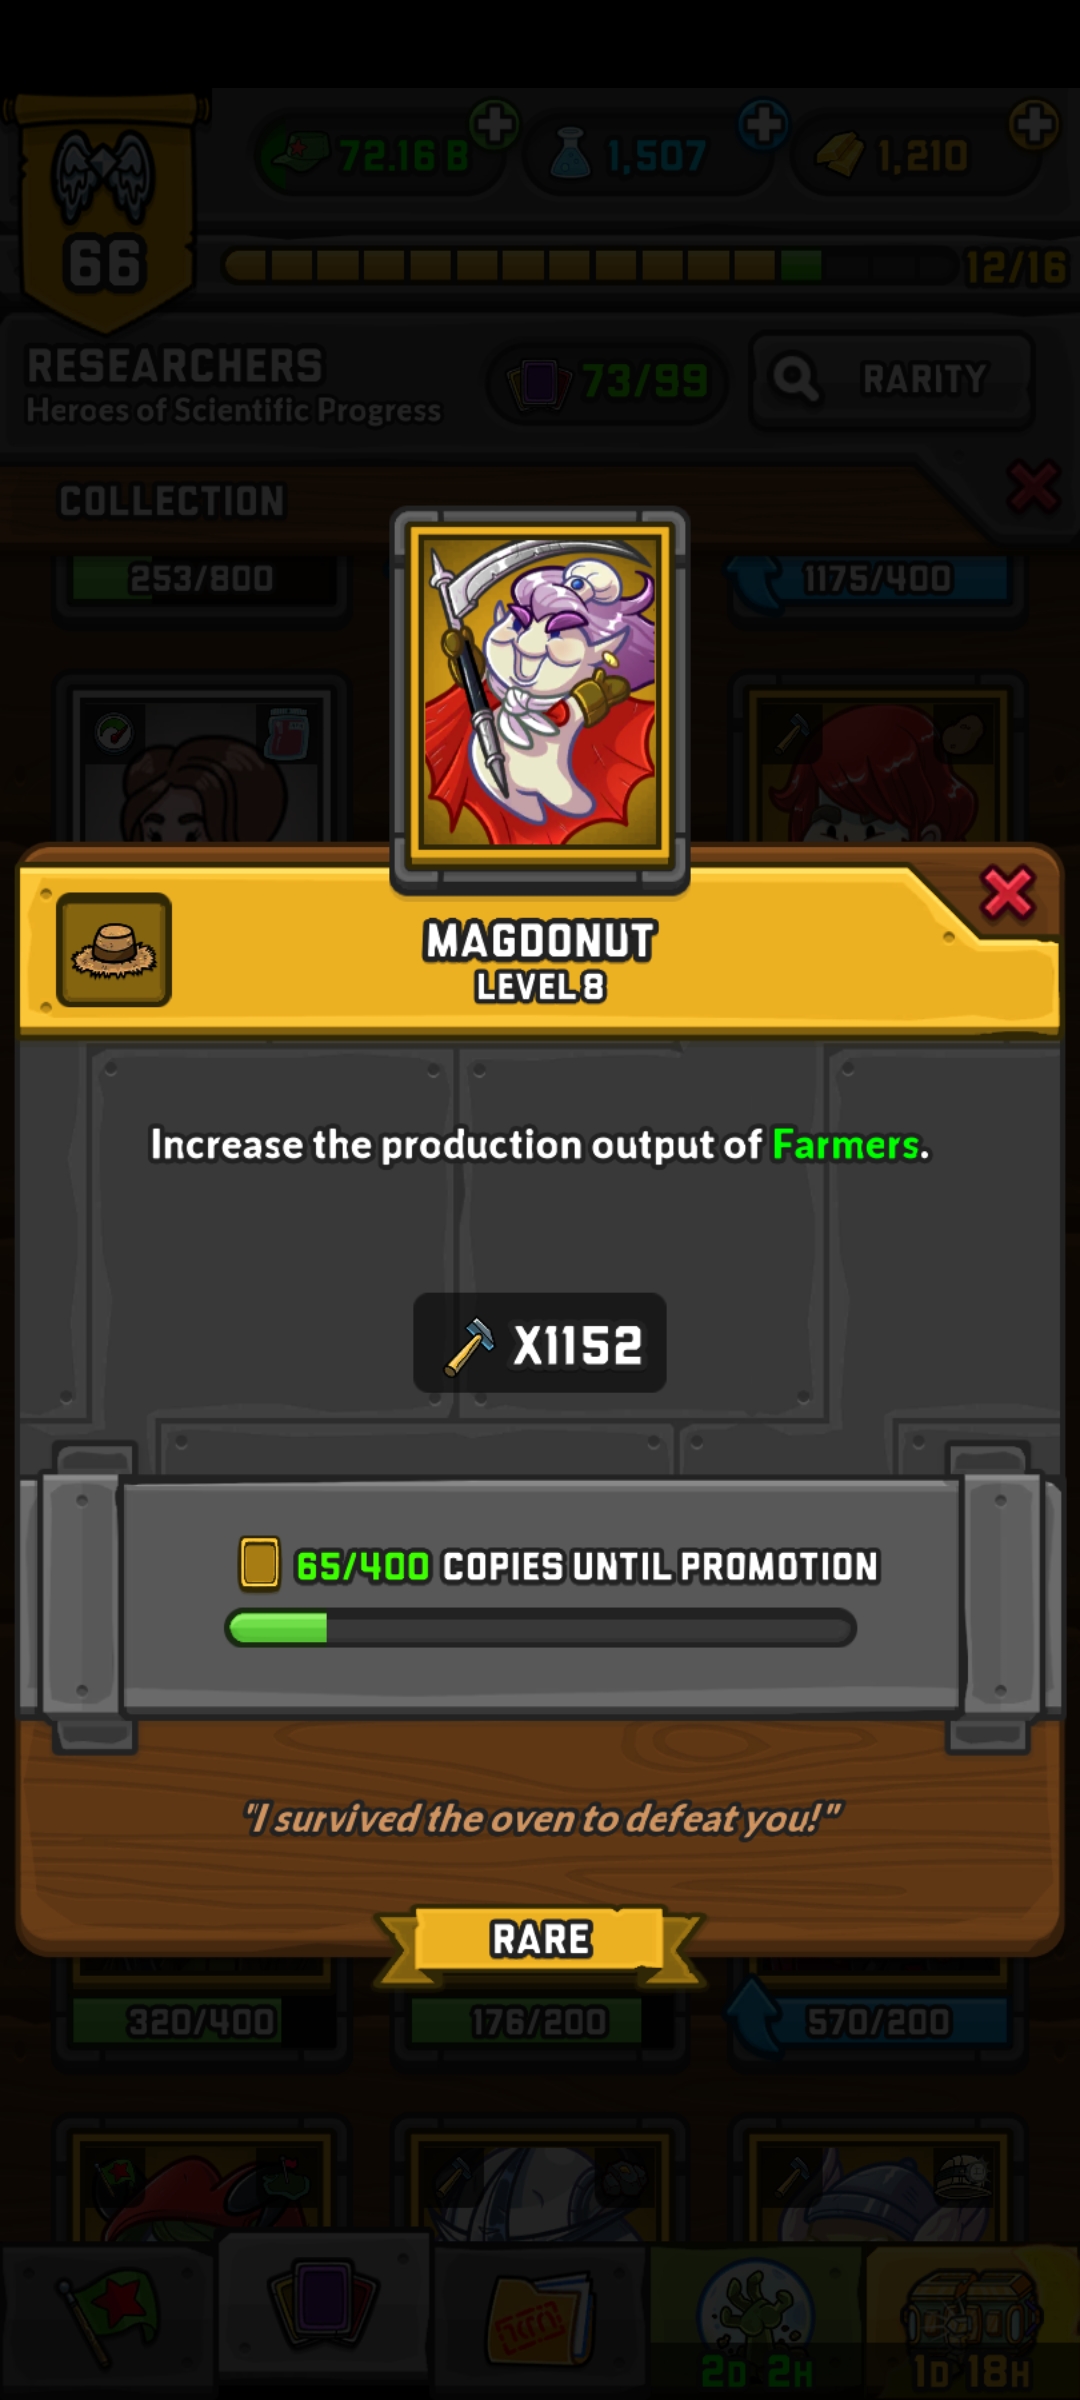 72.16 B
1,507
1,210
66
12/16
RESEARCHERS
Heroes of Scientific Progress
73/99
RARITY
COLLECTION
253/800
1175/400
MAGDONUT
LEVEL 8
Increase the production output of Farmers.
X1152
65/400 COPIES UNTIL PROMOTION
"I survived the oven to defeat you!"
RARE
320/400
176/200
570/200
2D 2H
1D 18H